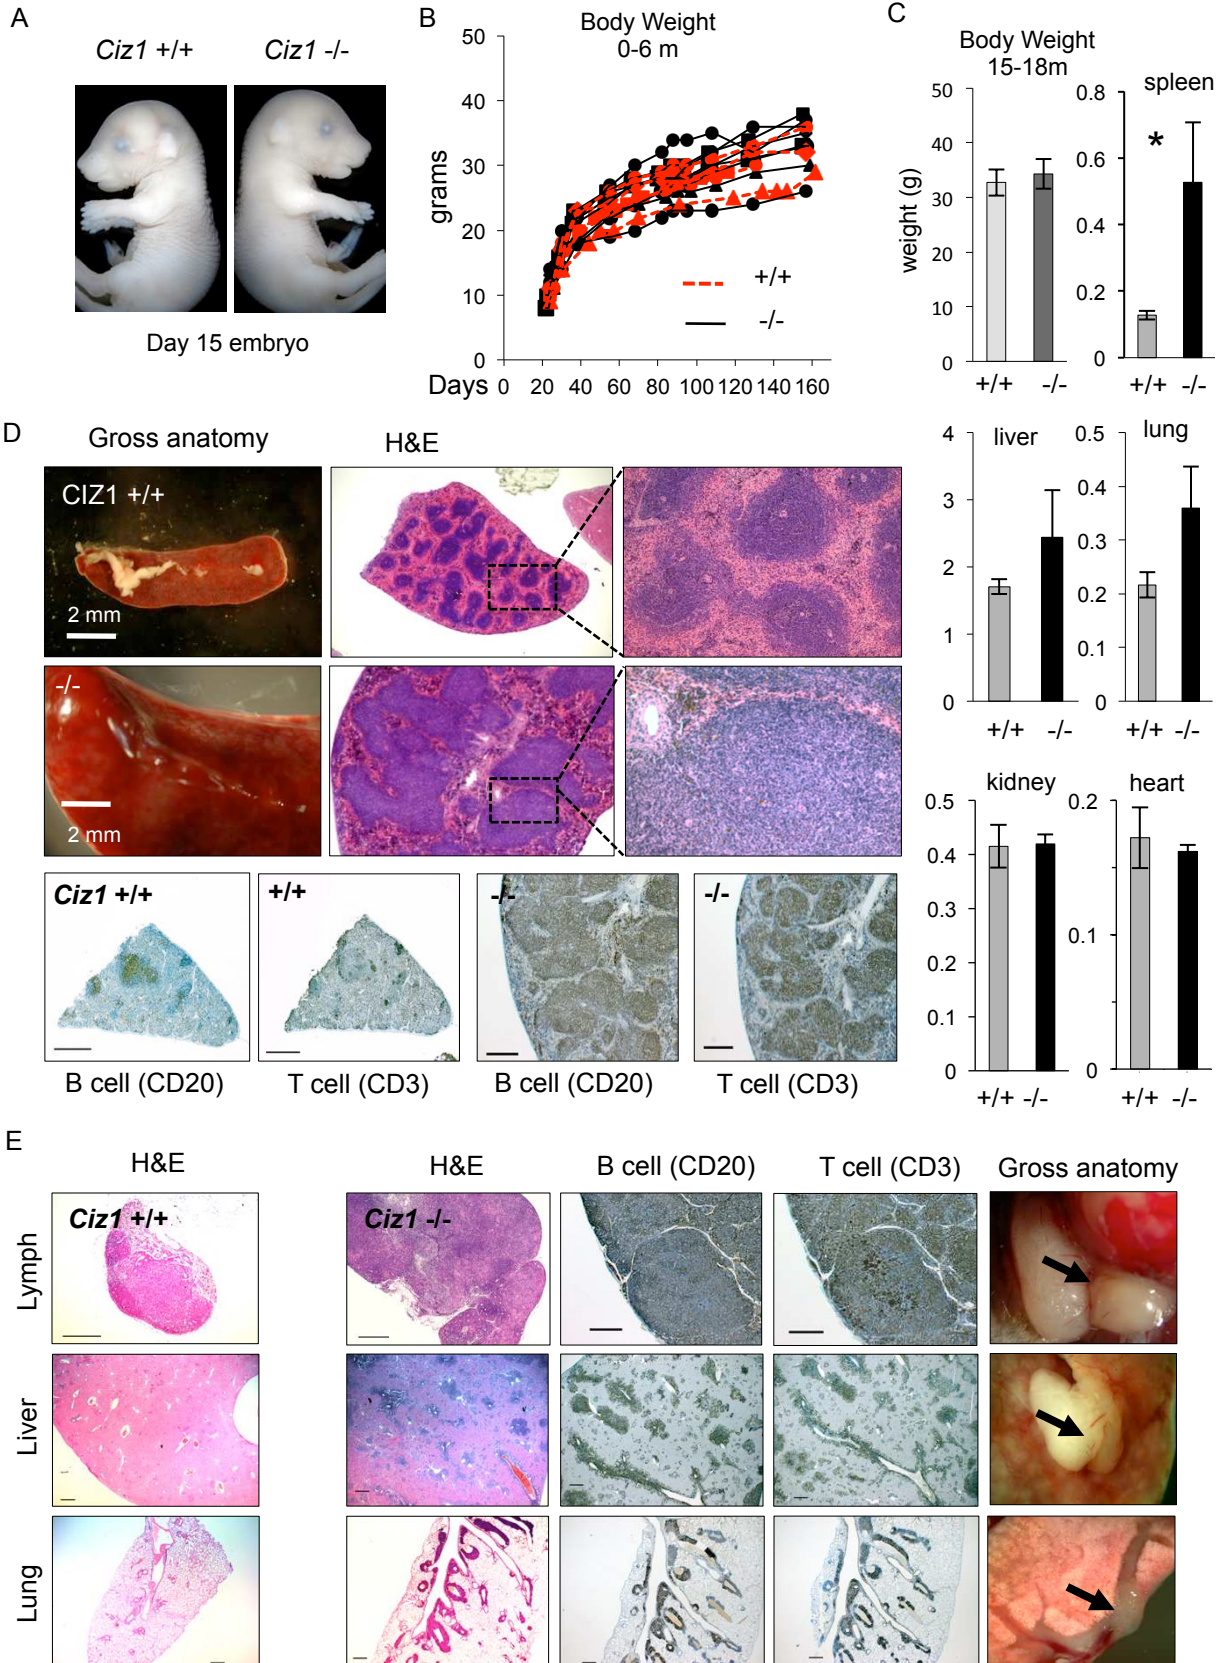 A
Ciz1 +/+
Ciz1 -/-
Day 15 embryo
B
Body Weight
0-6 m
50
40
30
20
10
0
grams
+/+
-/-
Days 0 20 40 60 80 100 120 140 160
C
Body Weight
15-18m
50
40
30
20
10
0
weight (g)
+/+ -/-
spleen
0.8
0.6
0.4
0.2
0
*
+/+ -/-
liver
4
3
2
1
0
+/+ -/-
lung
0.5
0.4
0.3
0.2
0.1
0
+/+ -/-
kidney
0.5
0.4
0.3
0.2
0.1
0
+/+ -/-
heart
0.2
0.1
0
+/+ -/-
D
Gross anatomy
H&E
CIZ1 +/+
2 mm
-/-
2 mm
Ciz1 +/+
+/+
-/-
-/-
B cell (CD20)
T cell (CD3)
B cell (CD20)
T cell (CD3)
E
H&E
H&E
B cell (CD20)
T cell (CD3)
Gross anatomy
Lymph
Ciz1 +/+
Ciz1 -/-
Liver
Lung